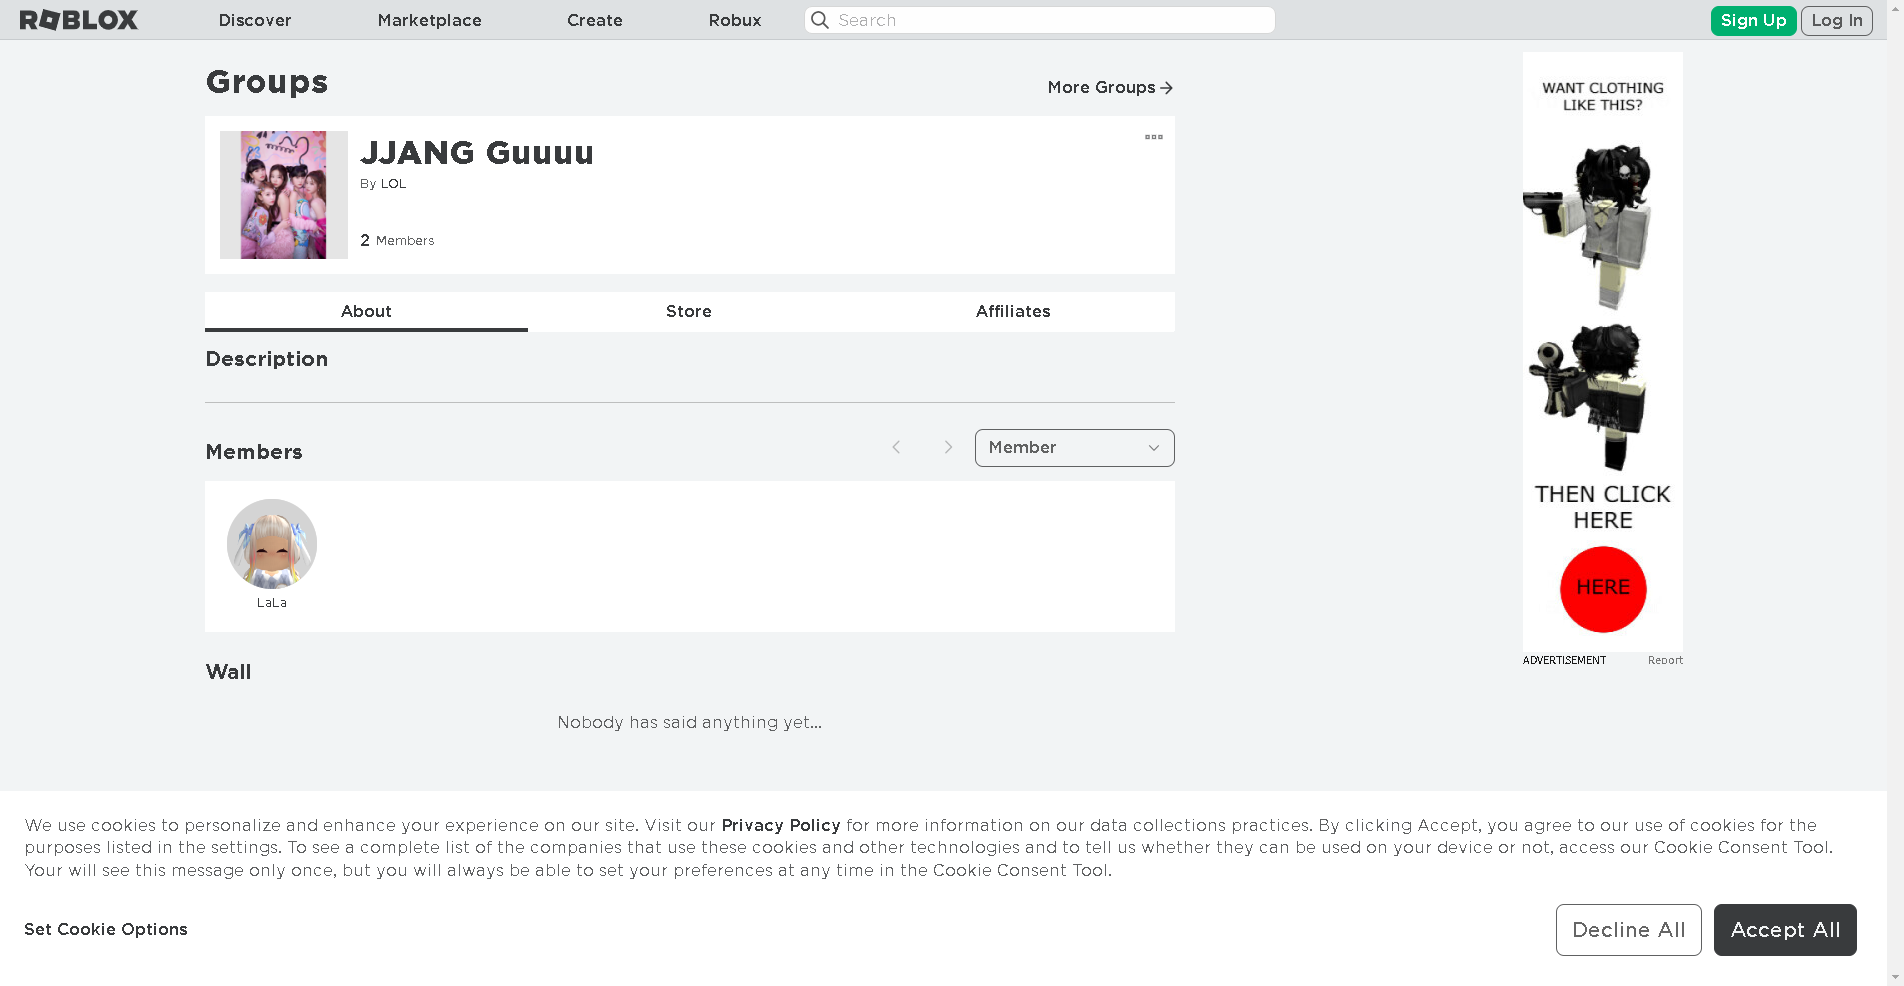 ROBLOX
Discover
Marketplace
Create
Robux
Search
Sign Up
Log In
Groups
More Groups
JJANG Guuuu
By LOL
2 Members
About
Store
Affiliates
Description
Members
Member
LaLa
Wall
Nobody has said anything yet...
WANT CLOTHING
LIKE THIS?
THEN CLICK
HERE
HERE
ADVERTISEMENT
Report
We use cookies to personalize and enhance your experience on our site. Visit our Privacy Policy for more information on our data collections practices. By clicking Accept, you agree to our use of cookies for the
purposes listed in the settings. To see a complete list of the companies that use these cookies and other technologies and to tell us whether they can be used on your device or not, access our Cookie Consent Tool.
Your will see this message only once, but you will always be able to set your preferences at any time in the Cookie Consent Tool.
Set Cookie Options
Decline All
Accept All